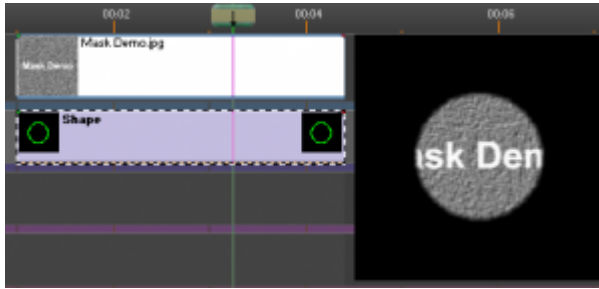 00:02
00:04
00:06
Mask Demo.jpg
Mask Demo
Shape
ask Dem